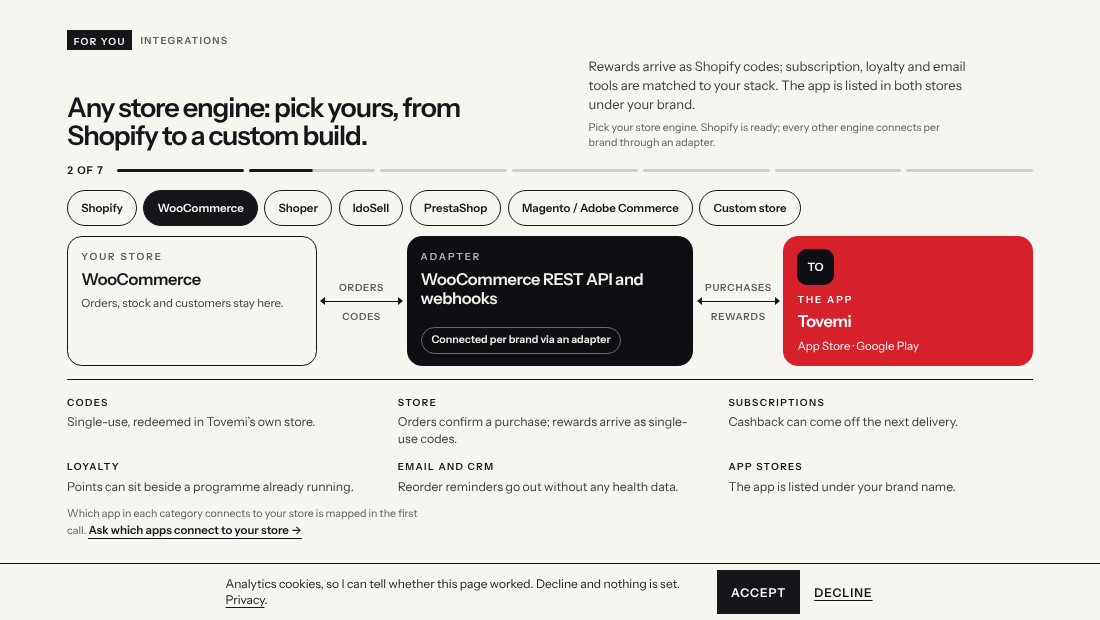 FOR YOU INTEGRATIONS
Any store engine: pick yours, from
Shopify to a custom build.
Rewards arrive as Shopify codes; subscription, loyalty and email
tools are matched to your stack. The app is listed in both stores
under your brand.
Pick your store engine. Shopify is ready; every other engine connects per
brand through an adapter.
2 OF 7
Shopify WooCommerce Shoper IdoSell PrestaShop Magento / Adobe Commerce Custom store
YOUR STORE
WooCommerce
Orders, stock and customers stay here.
ORDERS
CODES
ADAPTER
WooCommerce REST API and
webhooks
Connected per brand via an adapter
PURCHASES
REWARDS
TO
THE APP
Tovemi
App Store · Google Play
CODES
Single-use, redeemed in Tovemi's own store.
STORE
Orders confirm a purchase; rewards arrive as single-
use codes.
SUBSCRIPTIONS
Cashback can come off the next delivery.
LOYALTY
Points can sit beside a programme already running.
EMAIL AND CRM
Reorder reminders go out without any health data.
APP STORES
The app is listed under your brand name.
Which app in each category connects to your store is mapped in the first
call. Ask which apps connect to your store →
Analytics cookies, so I can tell whether this page worked. Decline and nothing is set.
Privacy.
ACCEPT DECLINE